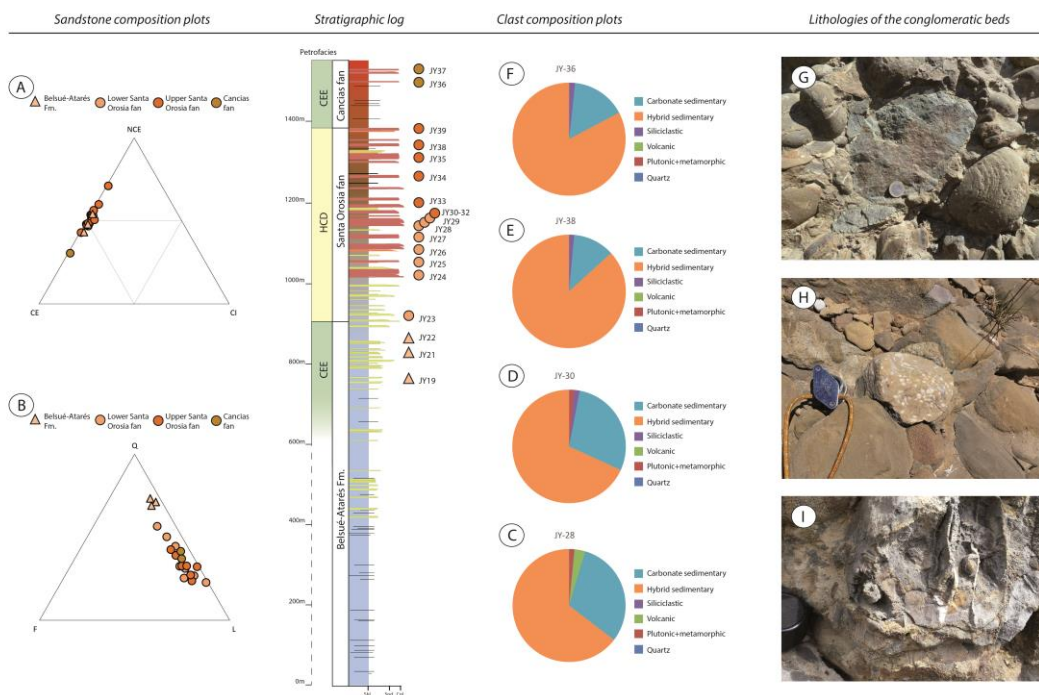 Sandstone composition plots
Stratigraphic log
Clast composition plots
Lithologies of the conglomeratic beds
A
Belsué-Atarés
Fm.
Lower Santa
Orosia fan
Upper Santa
Orosia fan
Cancias
fan
NCE
CE
CI
B
Belsué-Atarés
Fm.
Lower Santa
Orosia fan
Upper Santa
Orosia fan
Cancias
fan
Q
F
L
Petrofacies
CEE
HCD
CEE
Cancias fan
Santa Orosia fan
Belsué-Atarés Fm.
1400m
1200m
1000m
800m
600m
400m
200m
0m
JY37
JY36
JY39
JY38
JY35
JY34
JY33
JY30-32
JY29
JY28
JY27
JY26
JY25
JY24
JY23
JY22
JY21
JY19
F
JY-36
Carbonate sedimentary
Hybrid sedimentary
Siliciclastic
Volcanic
Plutonic+metamorphic
Quartz
E
JY-38
Carbonate sedimentary
Hybrid sedimentary
Siliciclastic
Volcanic
Plutonic+metamorphic
Quartz
D
JY-30
Carbonate sedimentary
Hybrid sedimentary
Siliciclastic
Volcanic
Plutonic+metamorphic
Quartz
C
JY-28
Carbonate sedimentary
Hybrid sedimentary
Siliciclastic
Volcanic
Plutonic+metamorphic
Quartz
G
H
I